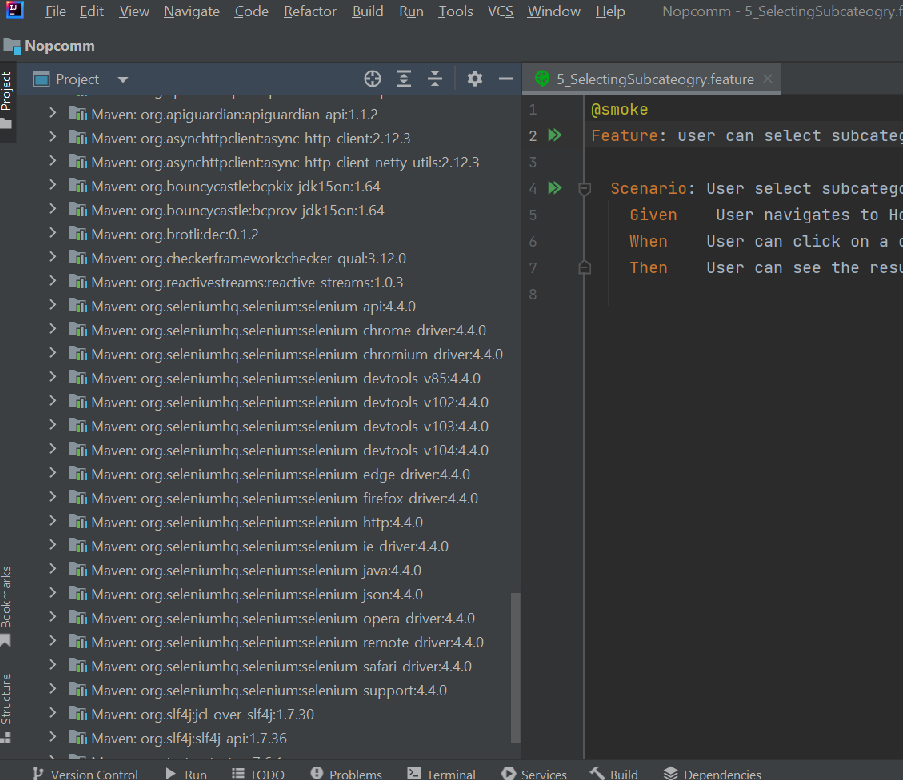 File Edit View Navigate Code Refactor Build Run Tools VCS Window Help Nopcomm - 5_SelectingSubcateogry.f
Nopcomm
Project
Project
5_SelectingSubcateogry.feature
Maven: org.apiguardian:apiguardian-api:1.1.2
Maven: org.asynchttpclient:async-http-client:2.12.3
Maven: org.asynchttpclient:async-http-client-netty-utils:2.12.3
Maven: org.bouncycastle:bcpkix-jdk15on:1.64
Maven: org.bouncycastle:bcprov-jdk15on:1.64
Maven: org.brotli:dec:0.1.2
Maven: org.checkerframework:checker-qual:3.12.0
Maven: org.reactivestreams:reactive-streams:1.0.3
Maven: org.seleniumhq.selenium:selenium-api:4.4.0
Maven: org.seleniumhq.selenium:selenium-chrome-driver:4.4.0
Maven: org.seleniumhq.selenium:selenium-chromium-driver:4.4.0
Maven: org.seleniumhq.selenium:selenium-devtools-v85:4.4.0
Maven: org.seleniumhq.selenium:selenium-devtools-v102:4.4.0
Maven: org.seleniumhq.selenium:selenium-devtools-v103:4.4.0
Maven: org.seleniumhq.selenium:selenium-devtools-v104:4.4.0
Maven: org.seleniumhq.selenium:selenium-edge-driver:4.4.0
Maven: org.seleniumhq.selenium:selenium-firefox-driver:4.4.0
Maven: org.seleniumhq.selenium:selenium-http:4.4.0
Maven: org.seleniumhq.selenium:selenium-ie-driver:4.4.0
Maven: org.seleniumhq.selenium:selenium-java:4.4.0
Maven: org.seleniumhq.selenium:selenium-json:4.4.0
Maven: org.seleniumhq.selenium:selenium-opera-driver:4.4.0
Maven: org.seleniumhq.selenium:selenium-remote-driver:4.4.0
Maven: org.seleniumhq.selenium:selenium-safari-driver:4.4.0
Maven: org.seleniumhq.selenium:selenium-support:4.4.0
Maven: org.slf4j:jcl-over-slf4j:1.7.30
Maven: org.slf4j:slf4j-api:1.7.36
1 @smoke
2 Feature: user can select subcateg
3
4 Scenario: User select subcatego
5 Given User navigates to Ho
6 When User can click on a c
7 Then User can see the resu
8
Bookmarks
Structure
Version Control Run TODO Problems Terminal Services Build Dependencies